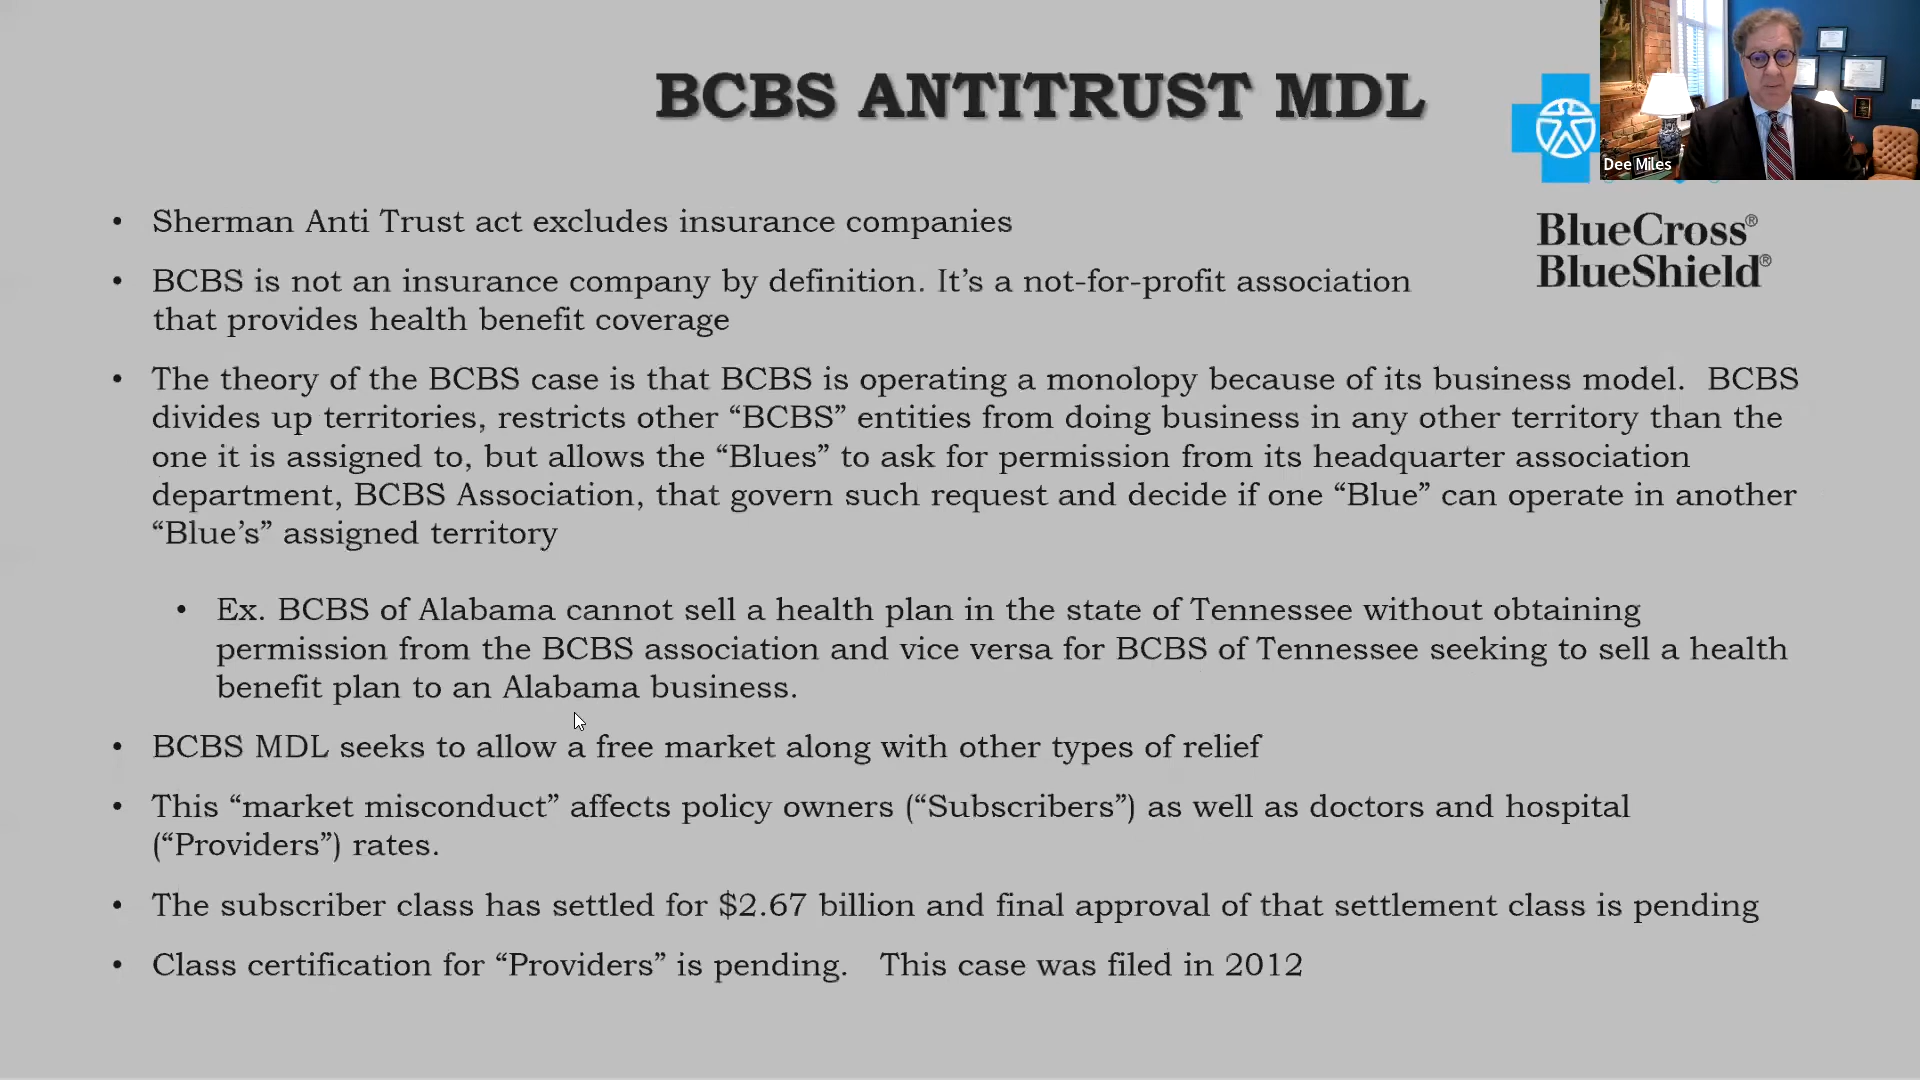 BCBS ANTITRUST MDL
Dee Miles
BlueCross®
BlueShield®
• Sherman Anti Trust act excludes insurance companies
• BCBS is not an insurance company by definition. It’s a not-for-profit association
that provides health benefit coverage
• The theory of the BCBS case is that BCBS is operating a monolopy because of its business model. BCBS
divides up territories, restricts other “BCBS” entities from doing business in any other territory than the
one it is assigned to, but allows the “Blues” to ask for permission from its headquarter association
department, BCBS Association, that govern such request and decide if one “Blue” can operate in another
“Blue’s” assigned territory
• Ex. BCBS of Alabama cannot sell a health plan in the state of Tennessee without obtaining
permission from the BCBS association and vice versa for BCBS of Tennessee seeking to sell a health
benefit plan to an Alabama business.
• BCBS MDL seeks to allow a free market along with other types of relief
• This “market misconduct” affects policy owners (“Subscribers”) as well as doctors and hospital
(“Providers”) rates.
• The subscriber class has settled for $2.67 billion and final approval of that settlement class is pending
• Class certification for “Providers” is pending. This case was filed in 2012